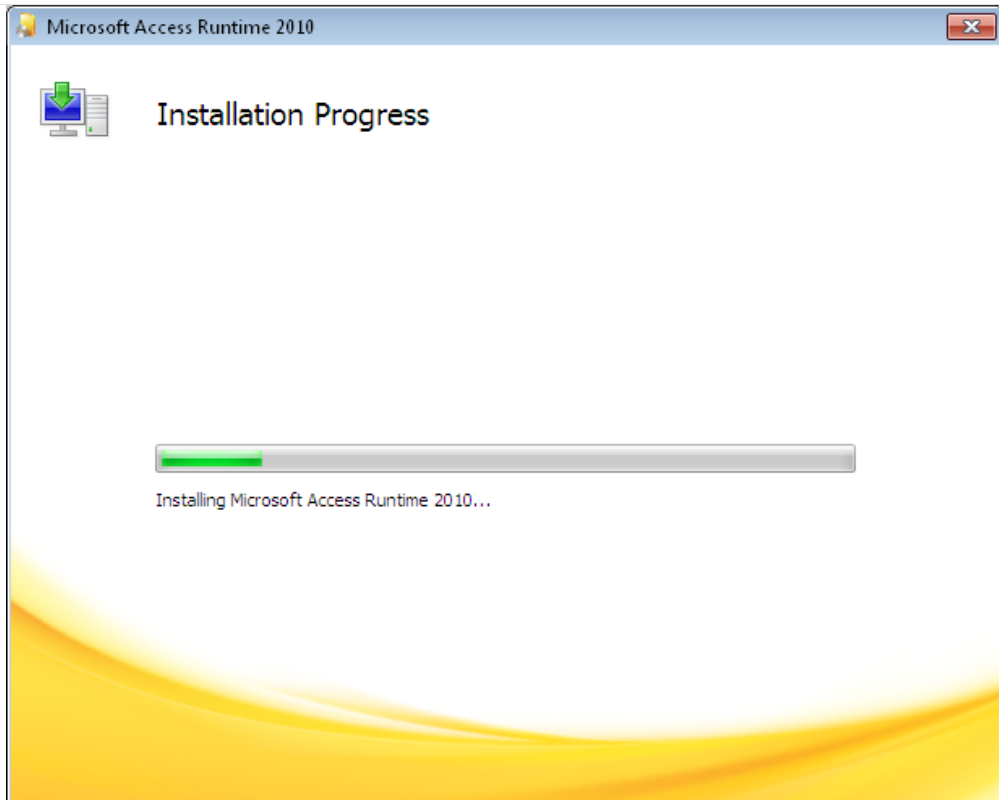 Microsoft Access Runtime 2010
Installation Progress
Installing Microsoft Access Runtime 2010...